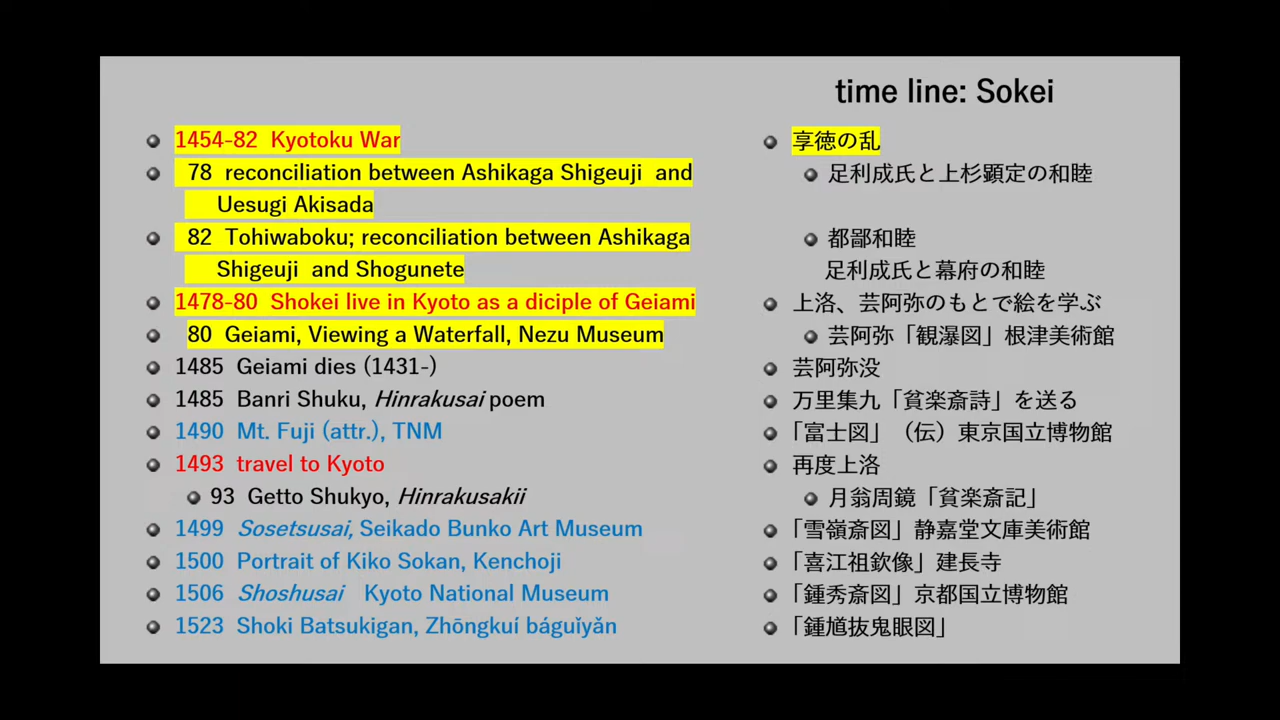 time line: Sokei
1454-82 Kyotoku War
78 reconciliation between Ashikaga Shigeuji and
Uesugi Akisada
82 Tohiwaboku; reconciliation between Ashikaga
Shigeuji and Shogunete
1478-80 Shokei live in Kyoto as a diciple of Geiami
80 Geiami, Viewing a Waterfall, Nezu Museum
1485 Geiami dies (1431-)
1485 Banri Shuku, Hinrakusai poem
1490 Mt. Fuji (attr.), TNM
1493 travel to Kyoto
93 Getto Shukyo, Hinrakusakii
1499 Sosetsusai, Seikado Bunko Art Museum
1500 Portrait of Kiko Sokan, Kenchoji
1506 Shoshusai Kyoto National Museum
1523 Shoki Batsukigan, Zhōngkuí báguǐyǎn
享徳の乱
足利成氏と上杉顕定の和睦
都鄙和睦
足利成氏と幕府の和睦
上洛、芸阿弥のもとで絵を学ぶ
芸阿弥「観瀑図」根津美術館
芸阿弥没
万里集九「貧楽斎詩」を送る
「富士図」（伝）東京国立博物館
再度上洛
月翁周鏡「貧楽斎記」
「雪嶺斎図」静嘉堂文庫美術館
「喜江祖欽像」建長寺
「鍾秀斎図」京都国立博物館
「鍾馗抜鬼眼図」